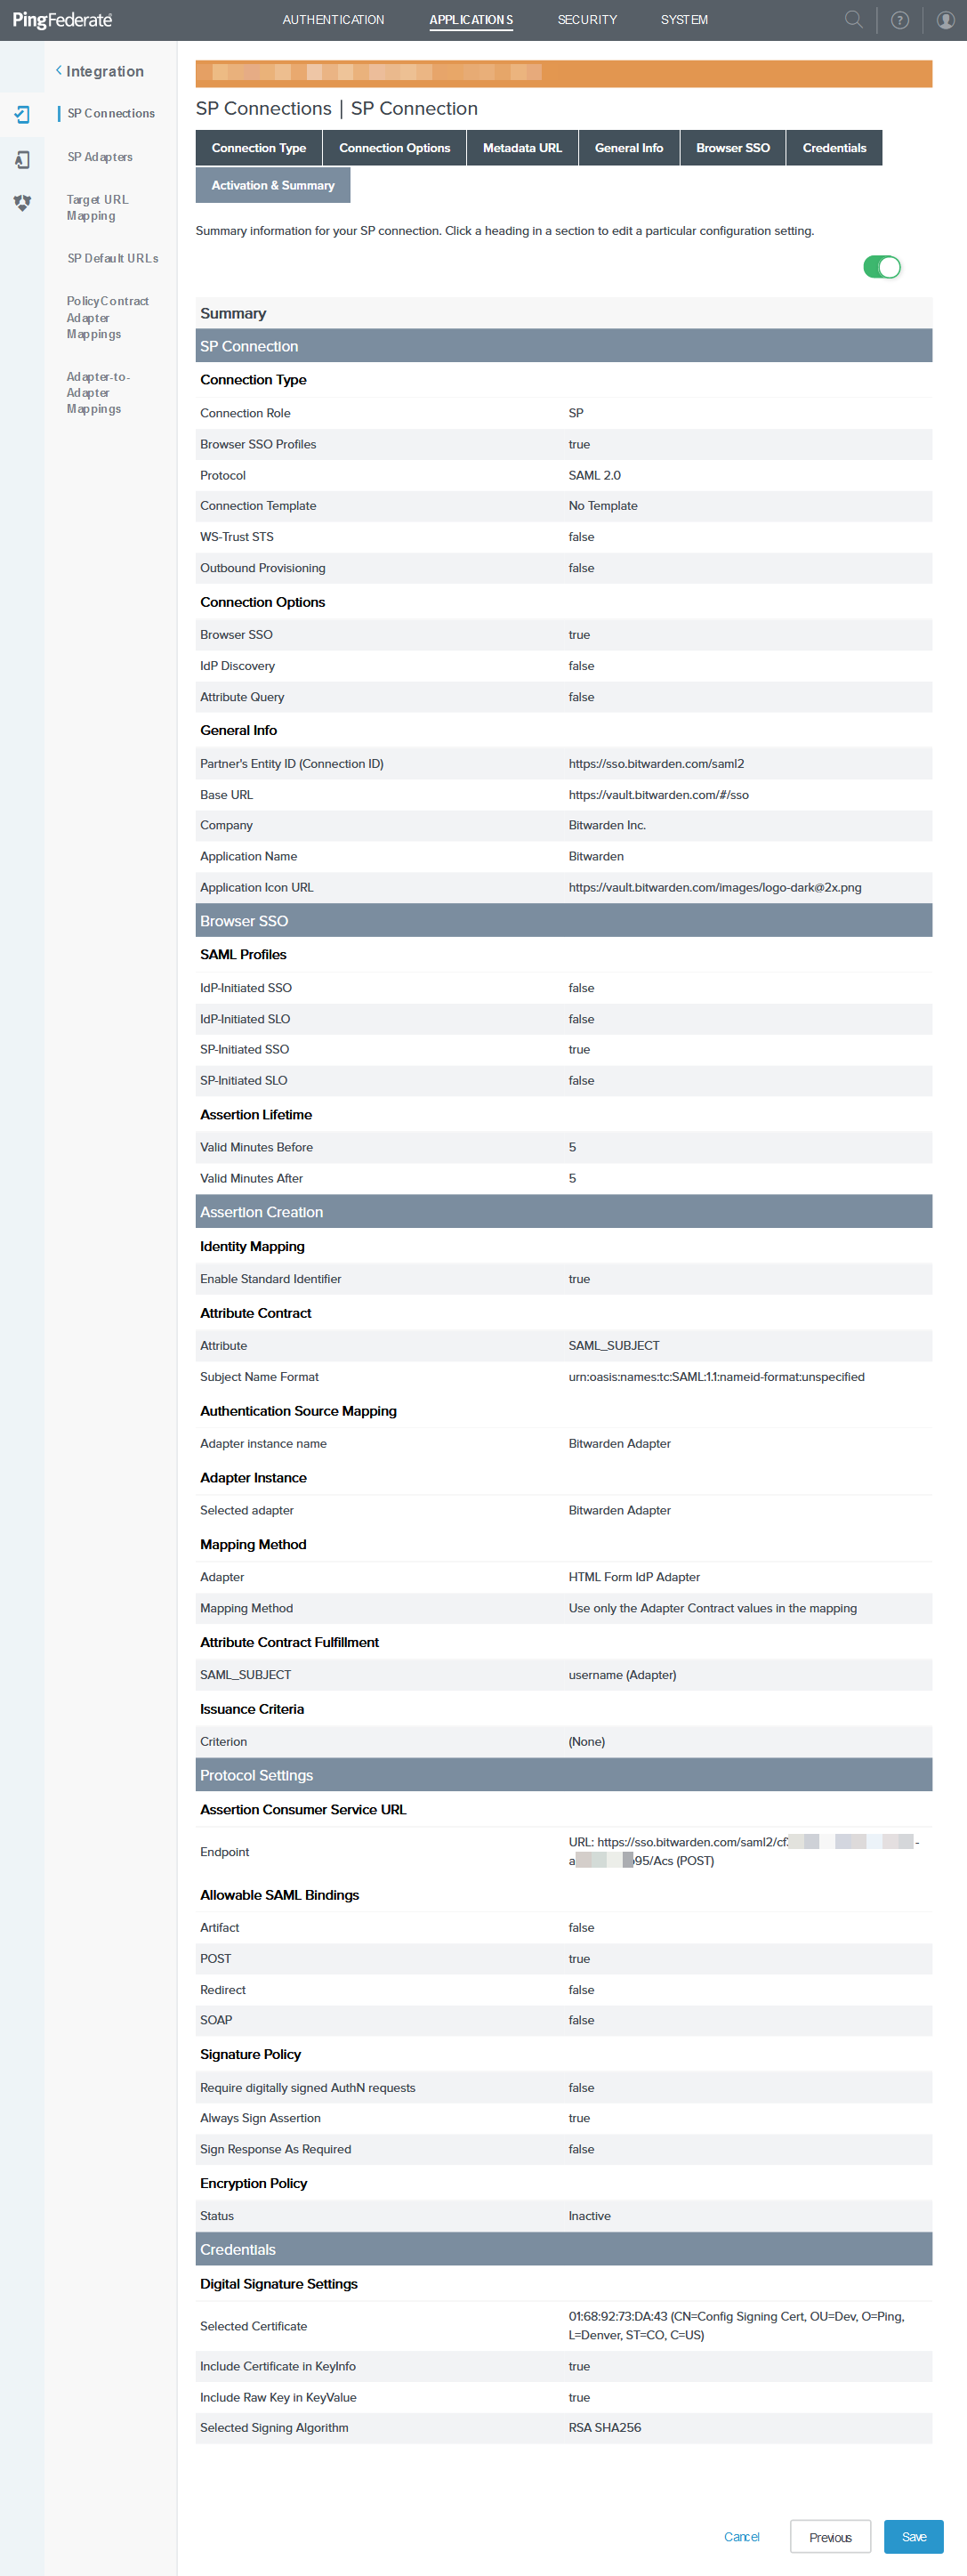 PingFederate
AUTHENTICATION
APPLICATIONS
SECURITY
SYSTEM
Integration
SP Connections
SP Adapters
Target URL
Mapping
SP Default URLs
Policy Contract
Adapter
Mappings
Adapter-to-
Adapter
Mappings
SP Connections | SP Connection
Connection Type Connection Options Metadata URL General Info Browser SSO Credentials
Activation & Summary
Summary information for your SP connection. Click a heading in a section to edit a particular configuration setting.
Summary
SP Connection
Connection Type
Connection Role SP
Browser SSO Profiles true
Protocol SAML 2.0
Connection Template No Template
WS-Trust STS false
Outbound Provisioning false
Connection Options
Browser SSO true
IdP Discovery false
Attribute Query false
General Info
Partner's Entity ID (Connection ID) https://sso.bitwarden.com/saml2
Base URL https://vault.bitwarden.com/#/sso
Company Bitwarden Inc.
Application Name Bitwarden
Application Icon URL https://vault.bitwarden.com/images/logo-dark@2x.png
Browser SSO
SAML Profiles
IdP-Initiated SSO false
IdP-Initiated SLO false
SP-Initiated SSO true
SP-Initiated SLO false
Assertion Lifetime
Valid Minutes Before 5
Valid Minutes After 5
Assertion Creation
Identity Mapping
Enable Standard Identifier true
Attribute Contract
Attribute SAML_SUBJECT
Subject Name Format urn:oasis:names:tc:SAML:1.1:nameid-format:unspecified
Authentication Source Mapping
Adapter instance name Bitwarden Adapter
Adapter Instance
Selected adapter Bitwarden Adapter
Mapping Method
Adapter HTML Form IdP Adapter
Mapping Method Use only the Adapter Contract values in the mapping
Attribute Contract Fulfillment
SAML_SUBJECT username (Adapter)
Issuance Criteria
Criterion (None)
Protocol Settings
Assertion Consumer Service URL
Endpoint URL: https://sso.bitwarden.com/saml2/cf -
a 95/Acs (POST)
Allowable SAML Bindings
Artifact false
POST true
Redirect false
SOAP false
Signature Policy
Require digitally signed AuthN requests false
Always Sign Assertion true
Sign Response As Required false
Encryption Policy
Status Inactive
Credentials
Digital Signature Settings
Selected Certificate 01:68:92:73:DA:43 (CN=Config Signing Cert, OU=Dev, O=Ping,
L=Denver, ST=CO, C=US)
Include Certificate in KeyInfo true
Include Raw Key in KeyValue true
Selected Signing Algorithm RSA SHA256
Cancel Previous Save